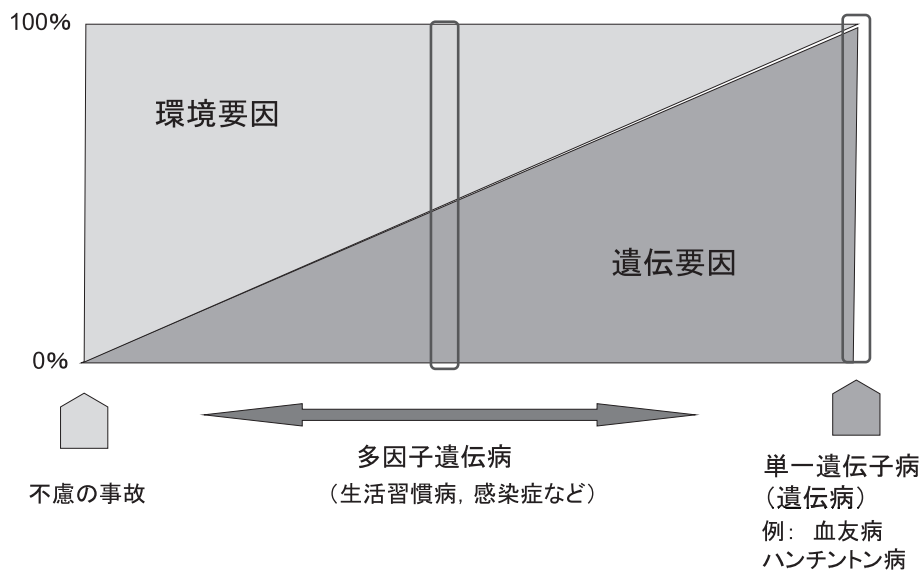 100%
環境要因
遺伝要因
0%
不慮の事故
多因子遺伝病
（生活習慣病，感染症など）
単一遺伝子病
（遺伝病）
例： 血友病
ハンチントン病